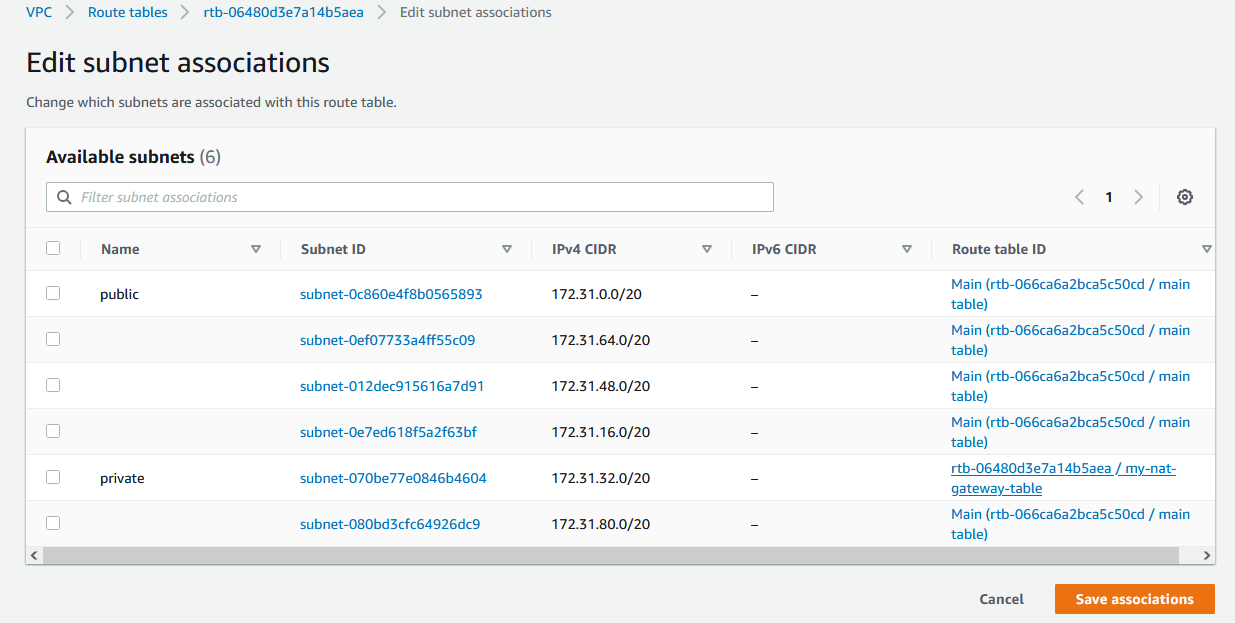 VPC > Route tables > rtb-06480d3e7a14b5aea > Edit subnet associations
Edit subnet associations
Change which subnets are associated with this route table.
Available subnets (6)
Filter subnet associations
1
Name Subnet ID IPv4 CIDR IPv6 CIDR Route table ID
public subnet-0c860e4f8b0565893 172.31.0.0/20 – Main (rtb-066ca6a2bca5c50cd / main
table)
subnet-0ef07733a4ff55c09 172.31.64.0/20 – Main (rtb-066ca6a2bca5c50cd / main
table)
subnet-012dec915616a7d91 172.31.48.0/20 – Main (rtb-066ca6a2bca5c50cd / main
table)
subnet-0e7ed618f5a2f63bf 172.31.16.0/20 – Main (rtb-066ca6a2bca5c50cd / main
table)
private subnet-070be77e0846b4604 172.31.32.0/20 – rtb-06480d3e7a14b5aea / my-nat-
gateway-table
subnet-080bd3cfc64926dc9 172.31.80.0/20 – Main (rtb-066ca6a2bca5c50cd / main
table)
Cancel Save associations